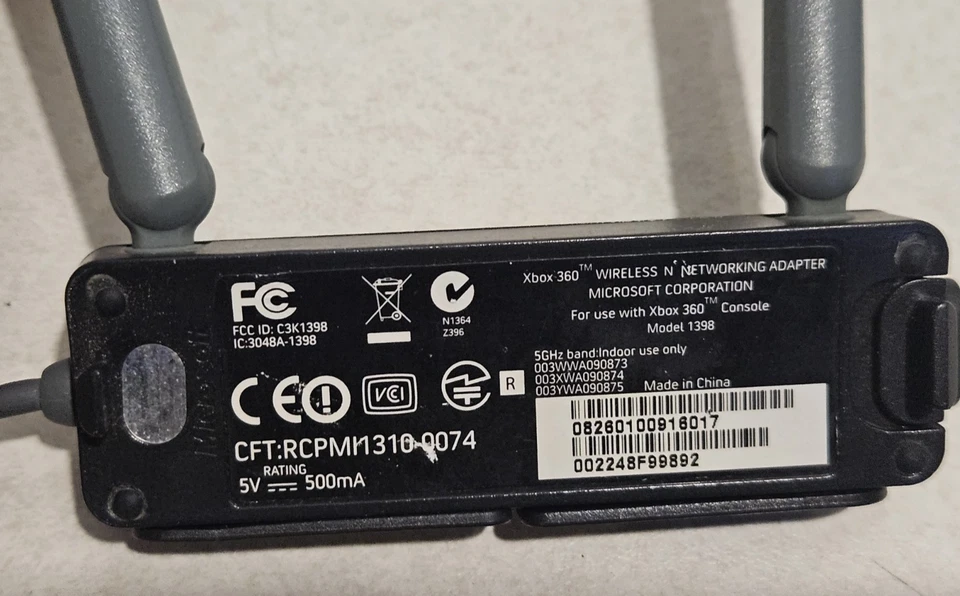 FC
FCC ID: C3K1398
IC:3048A-1398
N1364
Z396
Xbox 360™ WIRELESS N NETWORKING ADAPTER
MICROSOFT CORPORATION
For use with Xbox 360™ Console
Model 1398
5GHz band:Indoor use only
003WWA090873
003XWA090874
003YWA090875
Made in China
CE
VCI
R
CFT:RCPMI1310-0074
RATING
5V ⎓ 500mA
08260100916017
002248F99892